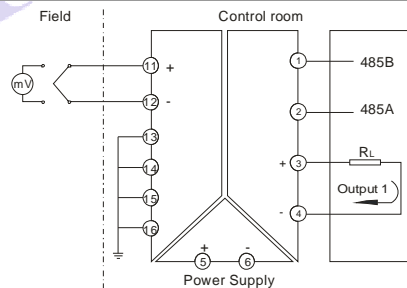 Field
Control room
mV
11
+
12
-
13
14
15
16
1
485B
2
485A
+
3
RL
Output 1
-
4
+
-
5
6
Power Supply